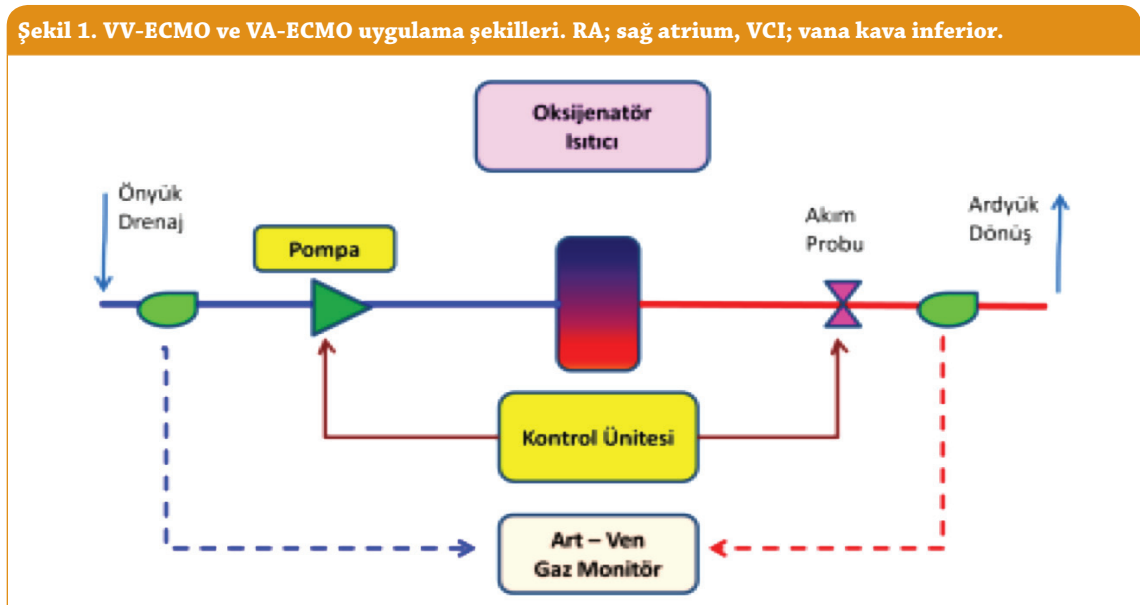 Şekil 1. VV-ECMO ve VA-ECMO uygulama şekilleri. RA; sağ atrium, VCI; vana kava inferior.
Oksijenatör
Isıtıcı
Önyük
Drenaj
Pompa
Akım
Probu
Ardyük
Dönüş
Kontrol Ünitesi
Art – Ven
Gaz Monitör